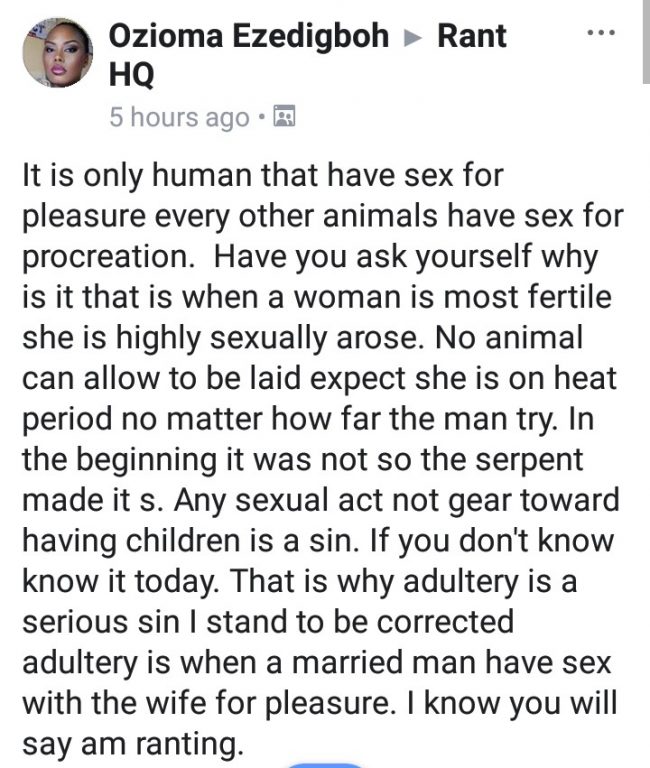 Ozioma Ezedigboh ▸ Rant
HQ
5 hours ago •
It is only human that have sex for
pleasure every other animals have sex for
procreation.  Have you ask yourself why
is it that is when a woman is most fertile
she is highly sexually arose. No animal
can allow to be laid expect she is on heat
period no matter how far the man try. In
the beginning it was not so the serpent
made it s. Any sexual act not gear toward
having children is a sin. If you don't know
know it today. That is why adultery is a
serious sin I stand to be corrected
adultery is when a married man have sex
with the wife for pleasure. I know you will
say am ranting.